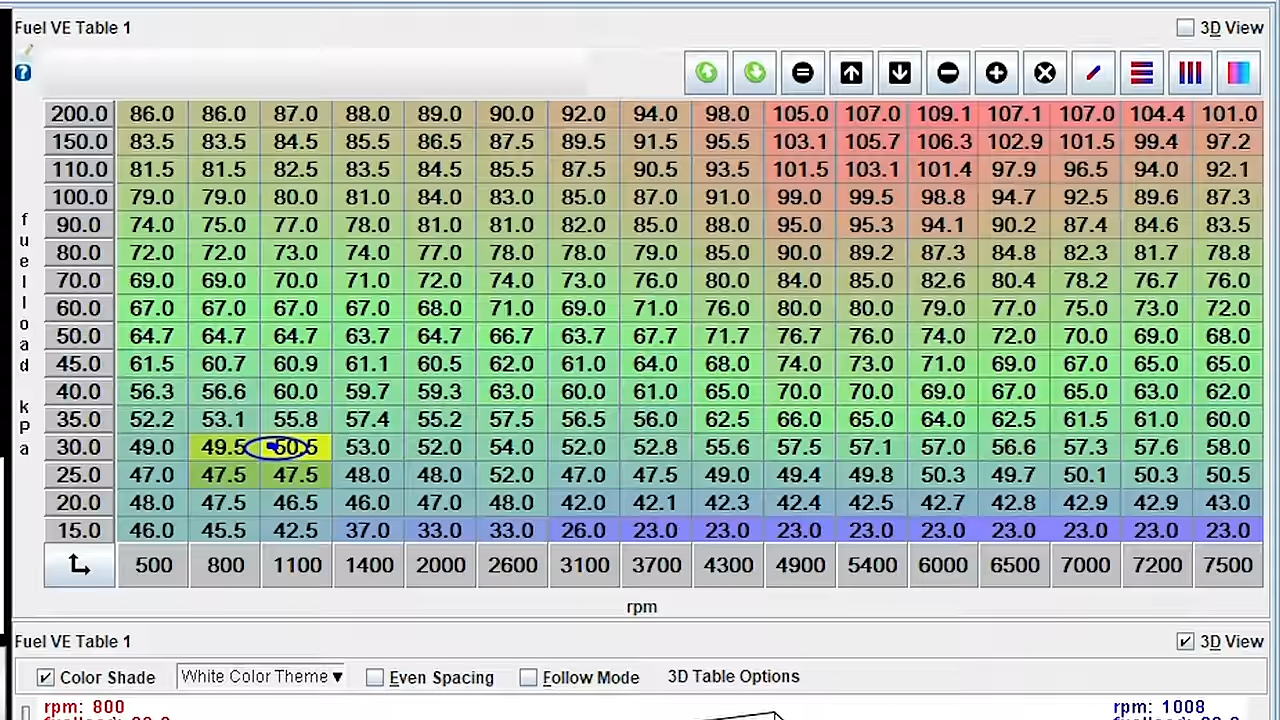 Fuel VE Table 1 3D View
200.0 86.0 86.0 87.0 88.0 89.0 90.0 92.0 94.0 98.0 105.0 107.0 109.1 107.1 107.0 104.4 101.0
150.0 83.5 83.5 84.5 85.5 86.5 87.5 89.5 91.5 95.5 103.1 105.7 106.3 102.9 101.5 99.4 97.2
110.0 81.5 81.5 82.5 83.5 84.5 85.5 87.5 90.5 93.5 101.5 103.1 101.4 97.9 96.5 94.0 92.1
100.0 79.0 79.0 80.0 81.0 84.0 83.0 85.0 87.0 91.0 99.0 99.5 98.8 94.7 92.5 89.6 87.3
90.0 74.0 75.0 77.0 78.0 81.0 81.0 82.0 85.0 88.0 95.0 95.3 94.1 90.2 87.4 84.6 83.5
80.0 72.0 72.0 73.0 74.0 77.0 78.0 78.0 79.0 85.0 90.0 89.2 87.3 84.8 82.3 81.7 78.8
70.0 69.0 69.0 70.0 71.0 72.0 74.0 73.0 76.0 80.0 84.0 85.0 82.6 80.4 78.2 76.7 76.0
60.0 67.0 67.0 67.0 67.0 68.0 71.0 69.0 71.0 76.0 80.0 80.0 79.0 77.0 75.0 73.0 72.0
50.0 64.7 64.7 64.7 63.7 64.7 66.7 63.7 67.7 71.7 76.7 76.0 74.0 72.0 70.0 69.0 68.0
45.0 61.5 60.7 60.9 61.1 60.5 62.0 61.0 64.0 68.0 74.0 73.0 71.0 69.0 67.0 65.0 65.0
40.0 56.3 56.6 60.0 59.7 59.3 63.0 60.0 61.0 65.0 70.0 70.0 69.0 67.0 65.0 63.0 62.0
35.0 52.2 53.1 55.8 57.4 55.2 57.5 56.5 56.0 62.5 66.0 65.0 64.0 62.5 61.5 61.0 60.0
30.0 49.0 49.5 50.5 53.0 52.0 54.0 52.0 52.8 55.6 57.5 57.1 57.0 56.6 57.3 57.6 58.0
25.0 47.0 47.5 47.5 48.0 48.0 52.0 47.0 47.5 49.0 49.4 49.8 50.3 49.7 50.1 50.3 50.5
20.0 48.0 47.5 46.5 46.0 47.0 48.0 42.0 42.1 42.3 42.4 42.5 42.7 42.8 42.9 42.9 43.0
15.0 46.0 45.5 42.5 37.0 33.0 33.0 26.0 23.0 23.0 23.0 23.0 23.0 23.0 23.0 23.0 23.0
fuelload kPa
500 800 1100 1400 2000 2600 3100 3700 4300 4900 5400 6000 6500 7000 7200 7500
rpm
Fuel VE Table 1 3D View
Color Shade White Color Theme Even Spacing Follow Mode 3D Table Options
rpm: 800 rpm: 1008